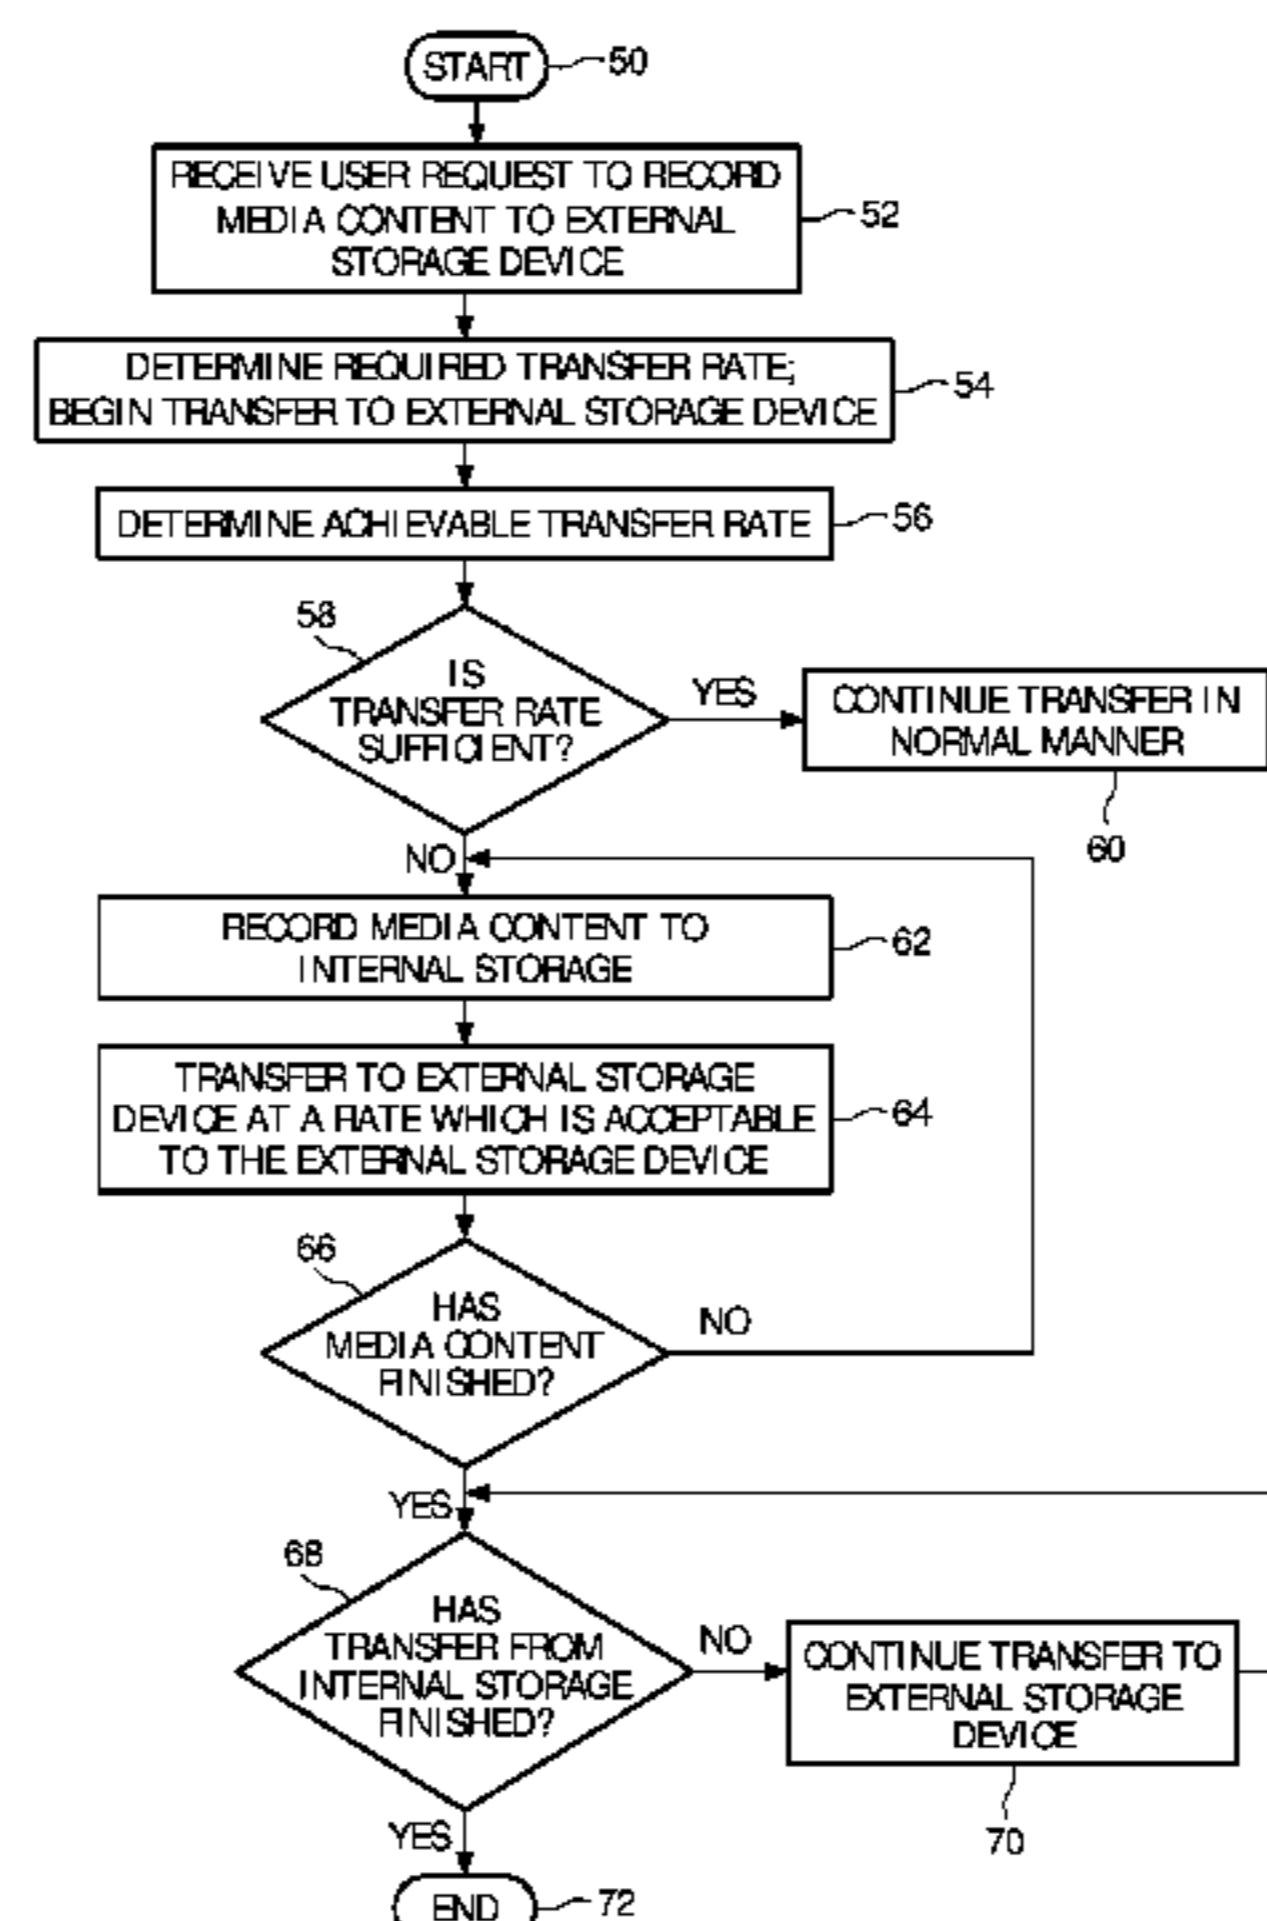 START
50
RECEIVE USER REQUEST TO RECORD
MEDIA CONTENT TO EXTERNAL
STORAGE DEVICE
52
DETERMINE REQUIRED TRANSFER RATE;
BEGIN TRANSFER TO EXTERNAL STORAGE DEVICE
54
DETERMINE ACHIEVABLE TRANSFER RATE
56
58
IS
TRANSFER RATE
SUFFICIENT?
YES
CONTINUE TRANSFER IN
NORMAL MANNER
60
NO
RECORD MEDIA CONTENT TO
INTERNAL STORAGE
62
TRANSFER TO EXTERNAL STORAGE
DEVICE AT A RATE WHICH IS ACCEPTABLE
TO THE EXTERNAL STORAGE DEVICE
64
66
HAS
MEDIA CONTENT
FINISHED?
NO
YES
68
HAS
TRANSFER FROM
INTERNAL STORAGE
FINISHED?
NO
CONTINUE TRANSFER TO
EXTERNAL STORAGE
DEVICE
70
YES
END
72